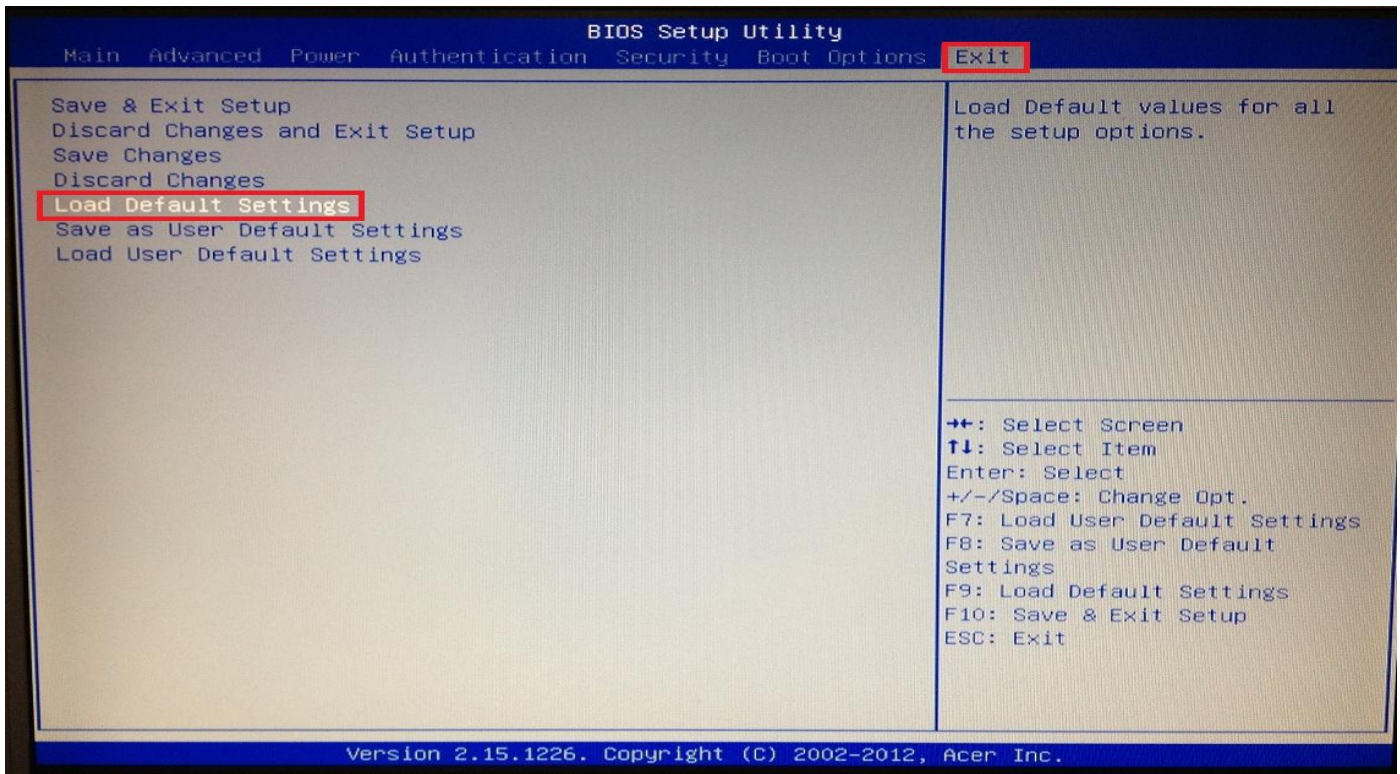 BIOS Setup Utility
Main Advanced Power Authentication Security Boot Options Exit
Save & Exit Setup
Discard Changes and Exit Setup
Save Changes
Discard Changes
Load Default Settings
Save as User Default Settings
Load User Default Settings
Load Default values for all
the setup options.
→←: Select Screen
↑↓: Select Item
Enter: Select
+/-/Space: Change Opt.
F7: Load User Default Settings
F8: Save as User Default
Settings
F9: Load Default Settings
F10: Save & Exit Setup
ESC: Exit
Version 2.15.1226. Copyright (C) 2002-2012, Acer Inc.